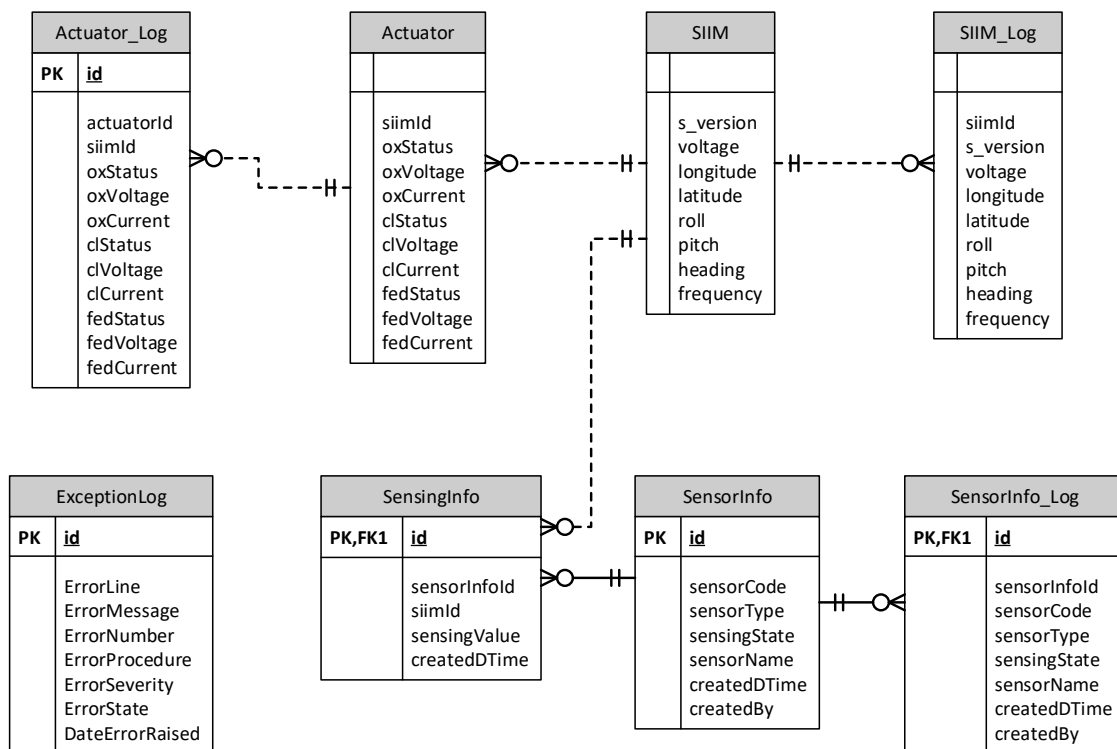 Actuator_Log
PK id
actuatorId
siimId
oxStatus
oxVoltage
oxCurrent
clStatus
clVoltage
clCurrent
fedStatus
fedVoltage
fedCurrent
Actuator
siimId
oxStatus
oxVoltage
oxCurrent
clStatus
clVoltage
clCurrent
fedStatus
fedVoltage
fedCurrent
SIIM
s_version
voltage
longitude
latitude
roll
pitch
heading
frequency
SIIM_Log
siimId
s_version
voltage
longitude
latitude
roll
pitch
heading
frequency
ExceptionLog
PK id
ErrorLine
ErrorMessage
ErrorNumber
ErrorProcedure
ErrorSeverity
ErrorState
DateErrorRaised
SensingInfo
PK,FK1 id
sensorInfoId
siimId
sensingValue
createdDTime
SensorInfo
PK id
sensorCode
sensorType
sensingState
sensorName
createdDTime
createdBy
SensorInfo_Log
PK,FK1 id
sensorInfoId
sensorCode
sensorType
sensingState
sensorName
createdDTime
createdBy